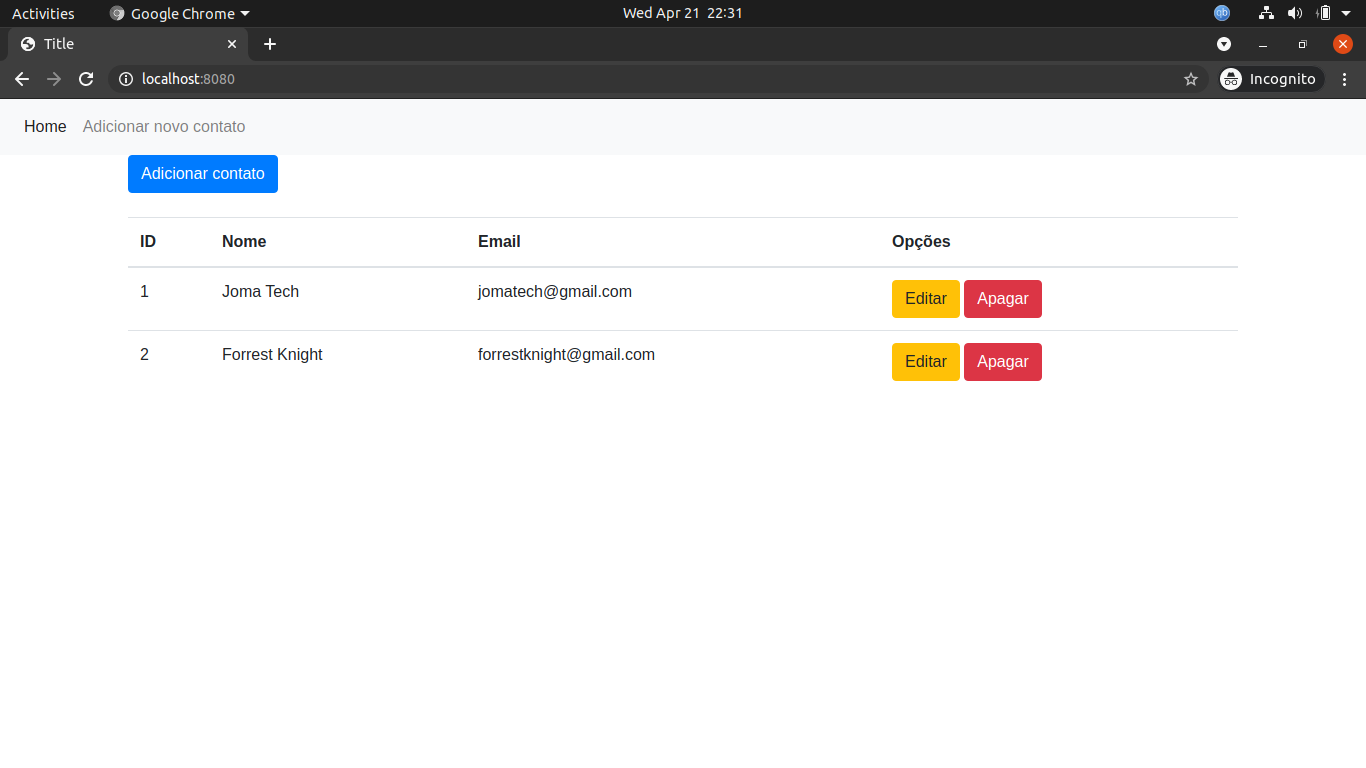 Activities Google Chrome Wed Apr 21 22:31 qb
Title
localhost:8080 Incognito
Home Adicionar novo contato
Adicionar contato
ID Nome Email Opções
1 Joma Tech jomatech@gmail.com Editar Apagar
2 Forrest Knight forrestknight@gmail.com Editar Apagar